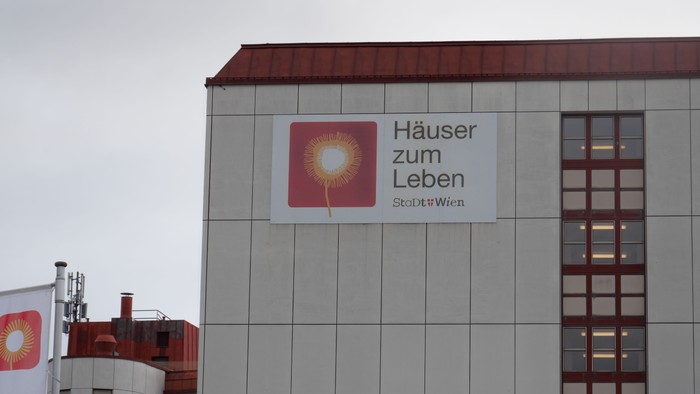 Häuser
zum
Leben
StaDt Wien